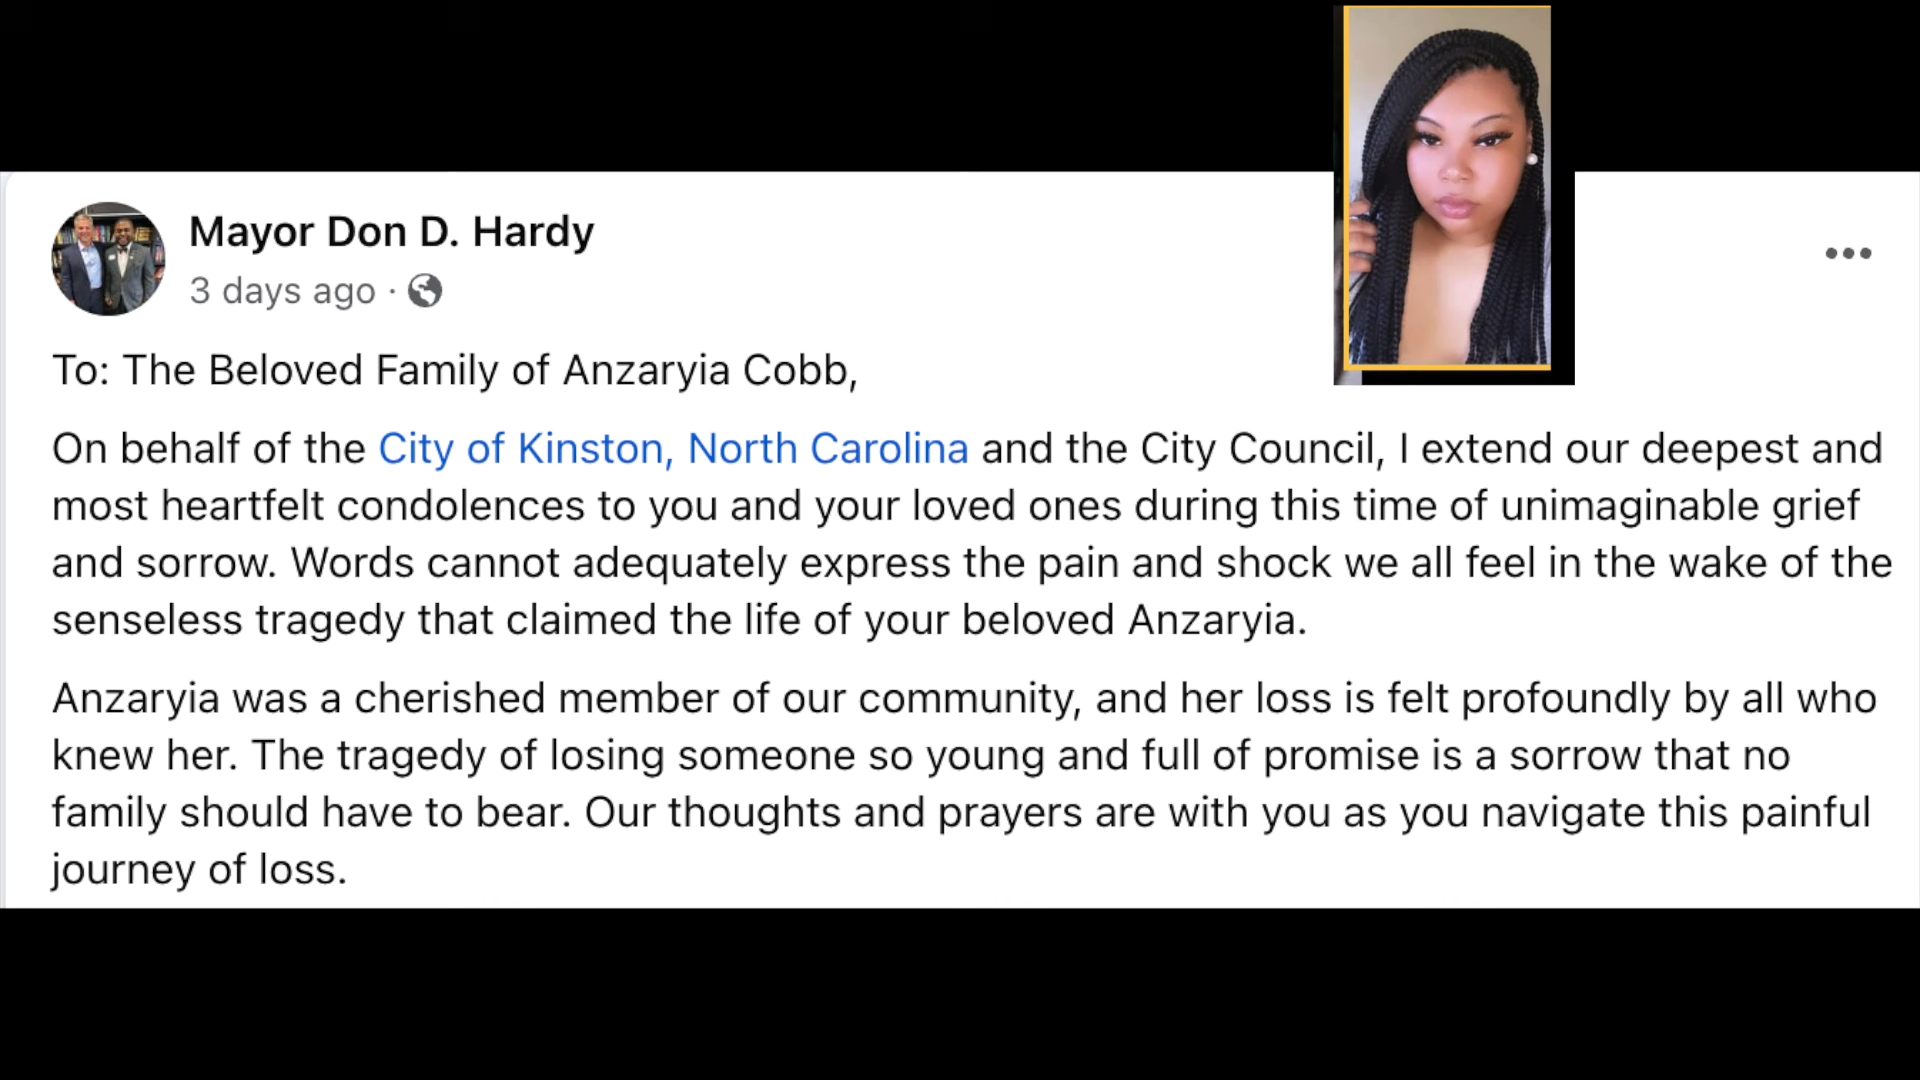 Mayor Don D. Hardy
3 days ago ·
To: The Beloved Family of Anzaryia Cobb,
On behalf of the City of Kinston, North Carolina and the City Council, I extend our deepest and
most heartfelt condolences to you and your loved ones during this time of unimaginable grief
and sorrow. Words cannot adequately express the pain and shock we all feel in the wake of the
senseless tragedy that claimed the life of your beloved Anzaryia.
Anzaryia was a cherished member of our community, and her loss is felt profoundly by all who
knew her. The tragedy of losing someone so young and full of promise is a sorrow that no
family should have to bear. Our thoughts and prayers are with you as you navigate this painful
journey of loss.